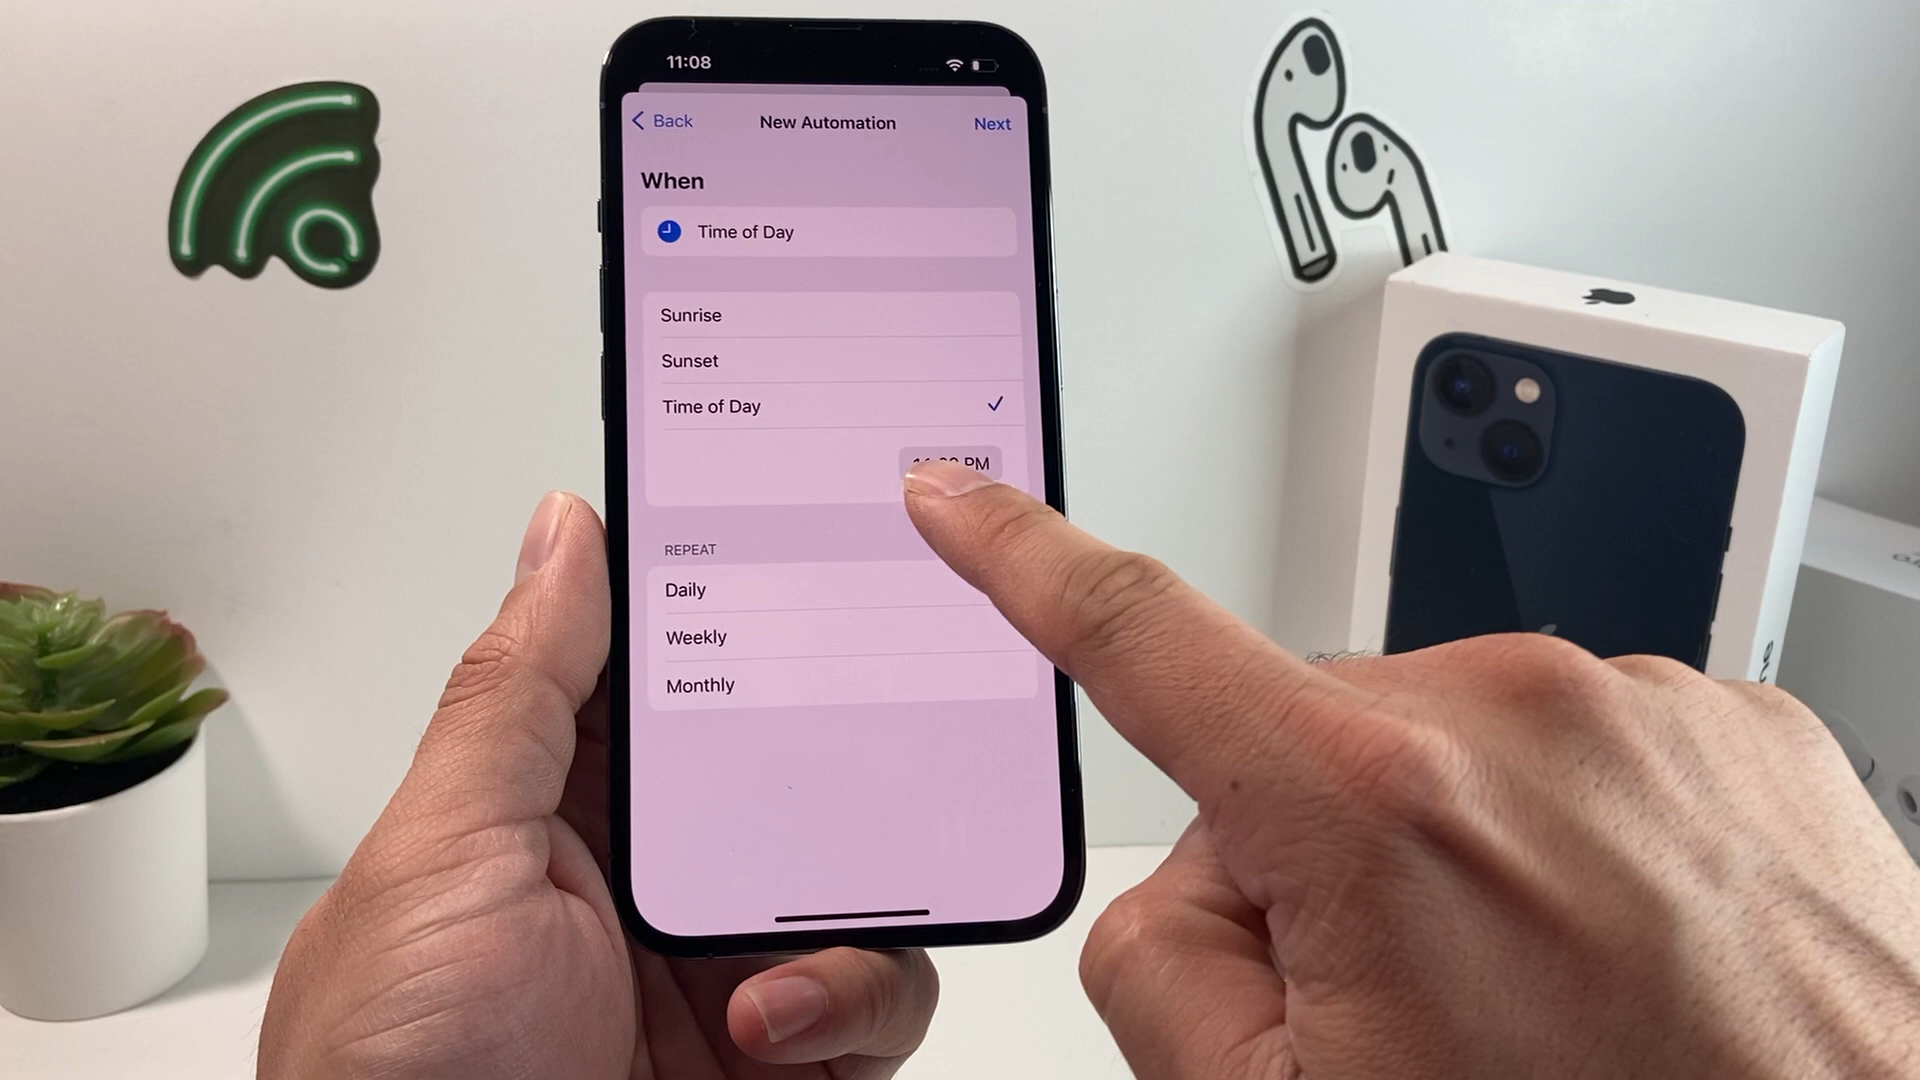 11:08
Back New Automation Next
When
Time of Day
Sunrise
Sunset
Time of Day
PM
REPEAT
Daily
Weekly
Monthly